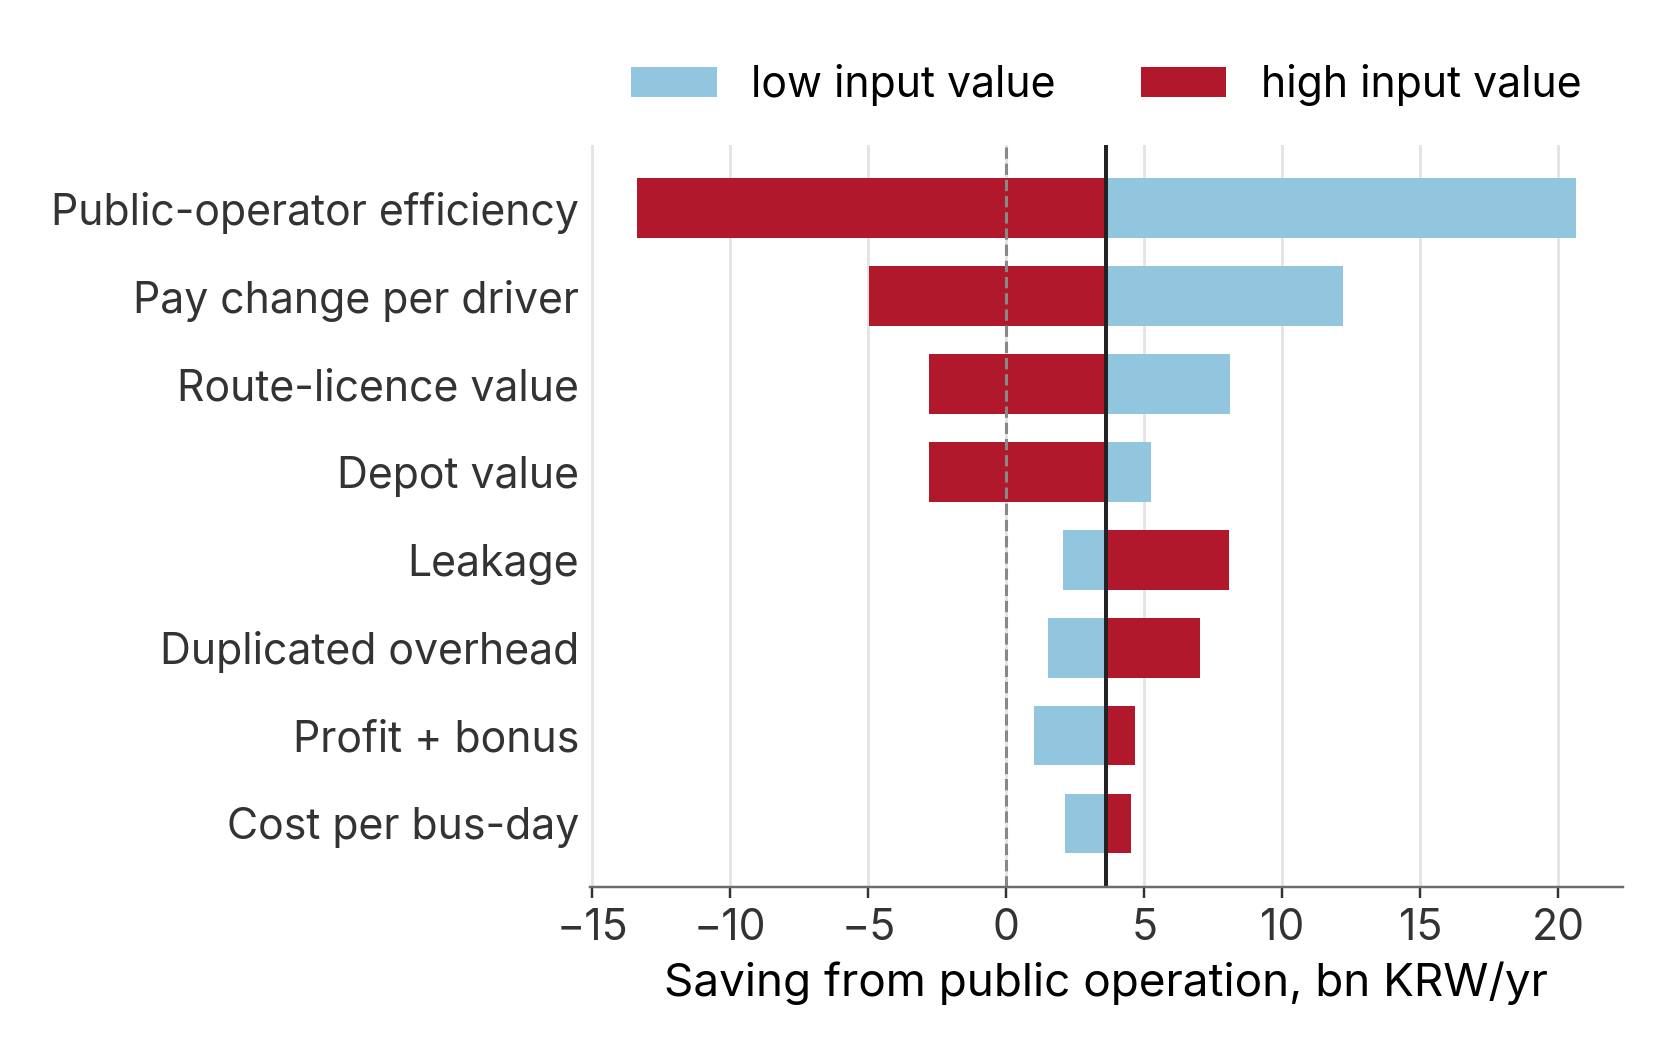 low input value
high input value
Public-operator efficiency
Pay change per driver
Route-licence value
Depot value
Leakage
Duplicated overhead
Profit + bonus
Cost per bus-day
−15 −10 −5 0 5 10 15 20
Saving from public operation, bn KRW/yr